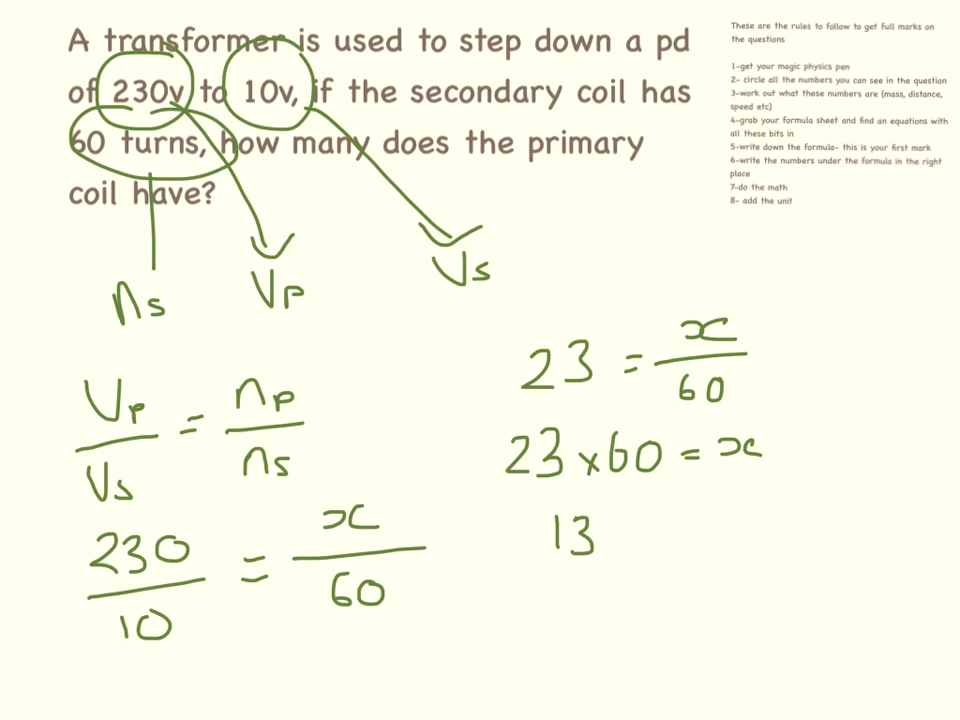 A transformer is used to step down a pd
of 230v to 10v, if the secondary coil has
60 turns, how many does the primary
coil have?
These are the rules to follow to get full marks on
the questions
1-get your magic physics pen
2- circle all the numbers you can see in the question
3-work out what these numbers are (mass, distance,
speed etc)
4-grab your formula sheet and find an equations with
all these bits in
5-write down the formula- this is your first mark
6-write the numbers under the formula in the right
place
7-do the math
8- add the unit
ns Vp Vs
Vp/Vs = np/ns
230/10 = x/60
23 = x/60
23 x 60 = x
13